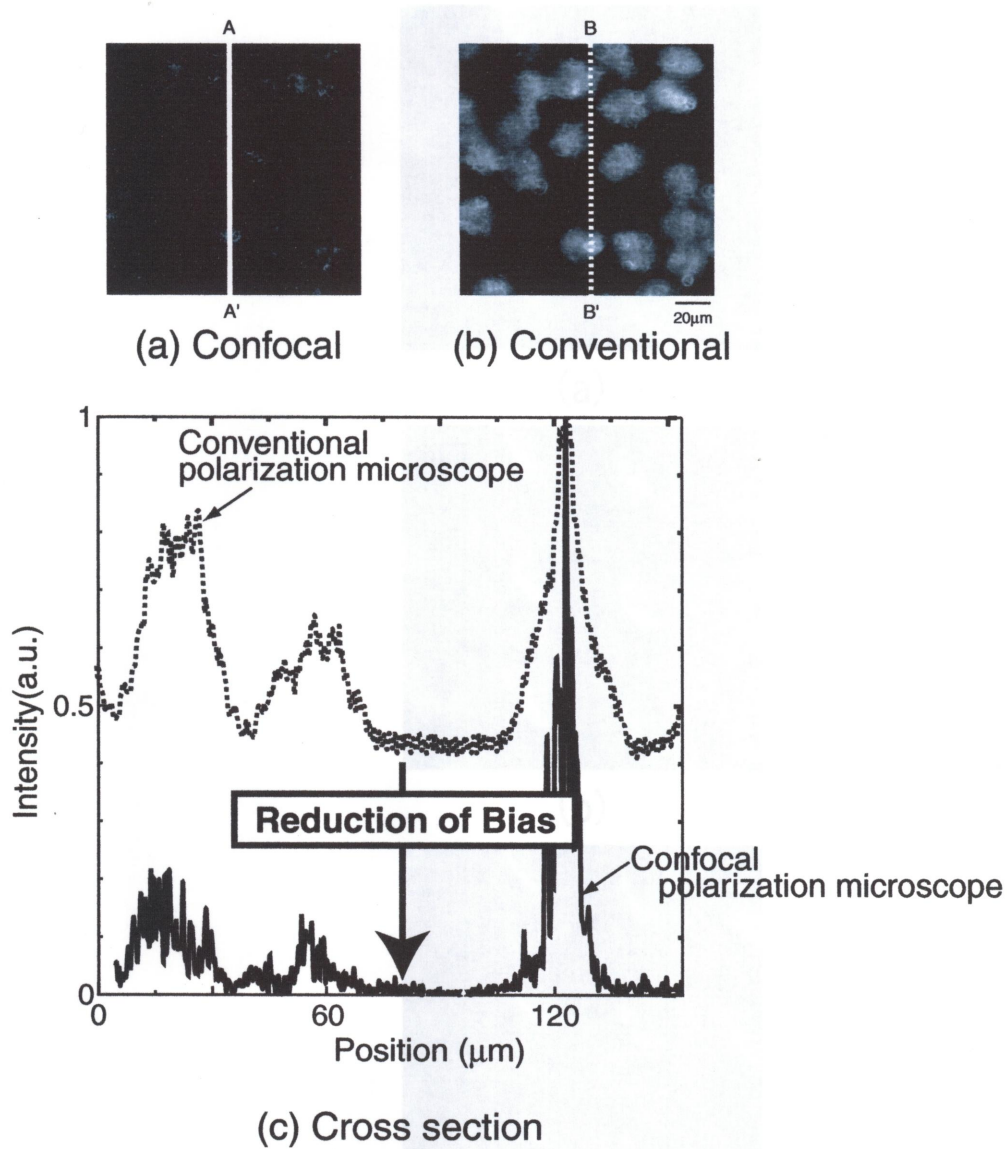 A
B
A'
B'
20μm
(a) Confocal
(b) Conventional
1
Conventional
polarization microscope
Intensity(a.u.)
0.5
Reduction of Bias
Confocal
polarization microscope
0
0
60
120
Position (μm)
(c) Cross section